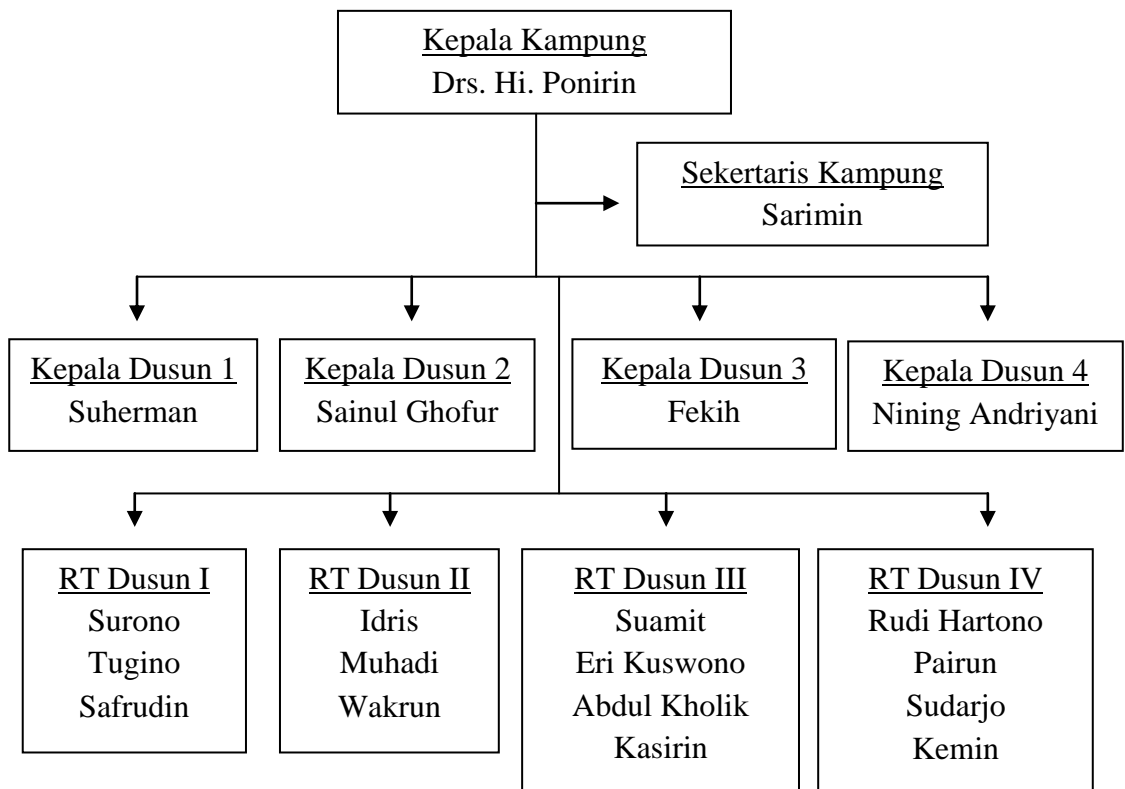 Kepala Kampung
Drs. Hi. Ponirin
Sekertaris Kampung
Sarimin
Kepala Dusun 1
Suherman
Kepala Dusun 2
Sainul Ghofur
Kepala Dusun 3
Fekih
Kepala Dusun 4
Nining Andriyani
RT Dusun I
Surono
Tugino
Safrudin
RT Dusun II
Idris
Muhadi
Wakrun
RT Dusun III
Suamit
Eri Kuswono
Abdul Kholik
Kasirin
RT Dusun IV
Rudi Hartono
Pairun
Sudarjo
Kemin